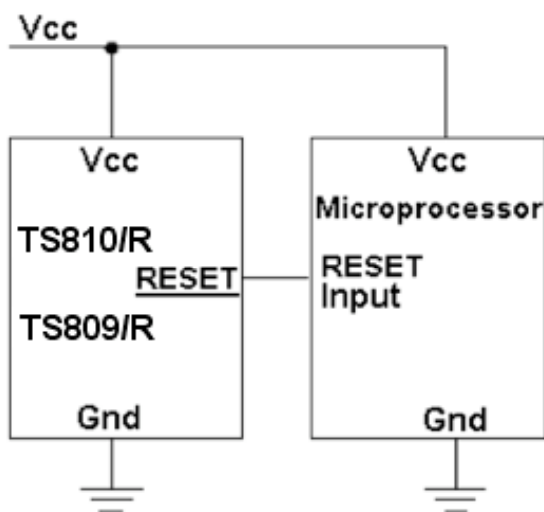 Vcc
Vcc
TS810/R
RESET
TS809/R
Gnd
Vcc
Microprocessor
RESET
Input
Gnd